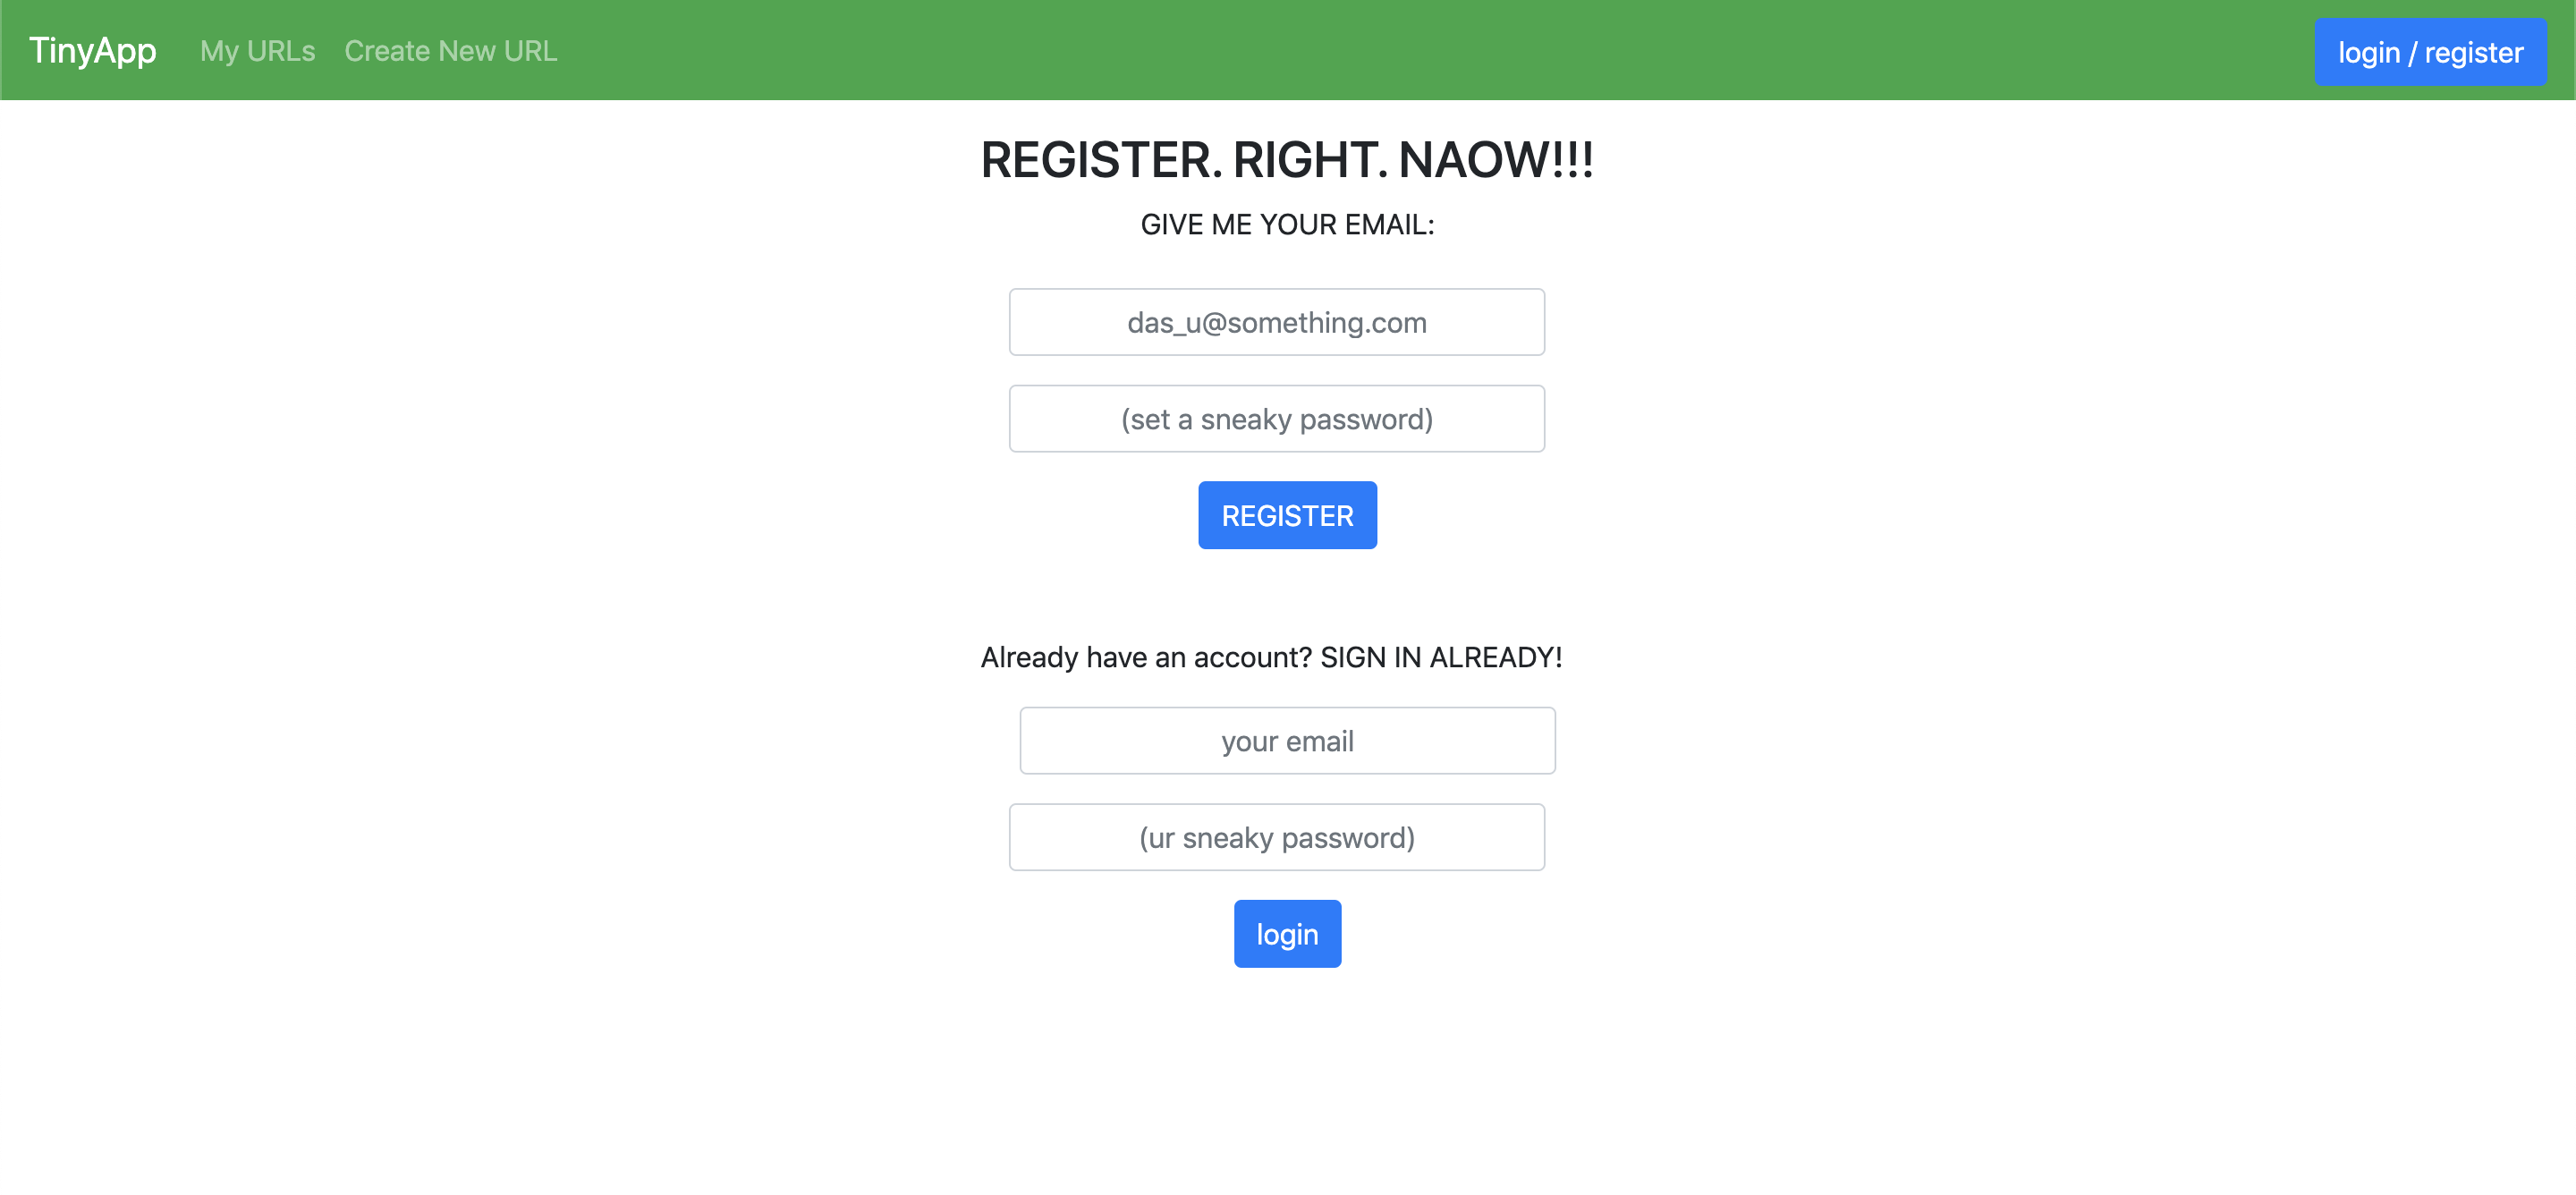 TinyApp My URLs Create New URL login / register
REGISTER. RIGHT. NAOW!!!
GIVE ME YOUR EMAIL:
das_u@something.com
(set a sneaky password)
REGISTER
Already have an account? SIGN IN ALREADY!
your email
(ur sneaky password)
login